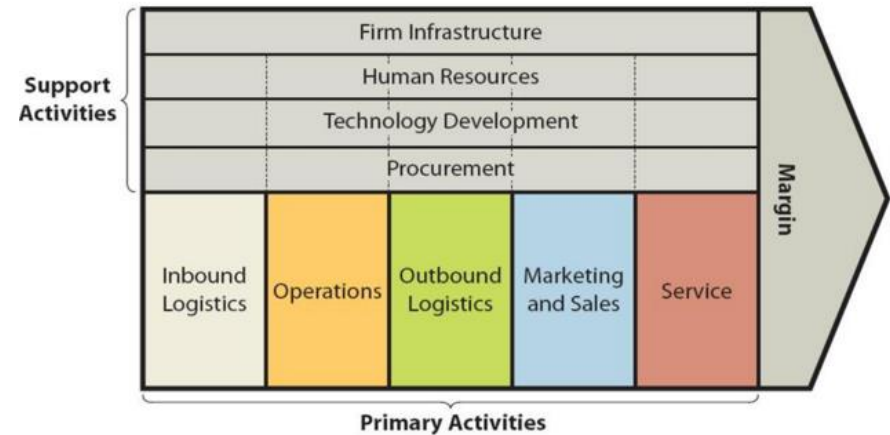 Firm Infrastructure
Human Resources
Technology Development
Procurement
Support
Activities
Inbound
Logistics
Operations
Outbound
Logistics
Marketing
and Sales
Service
Margin
Primary Activities